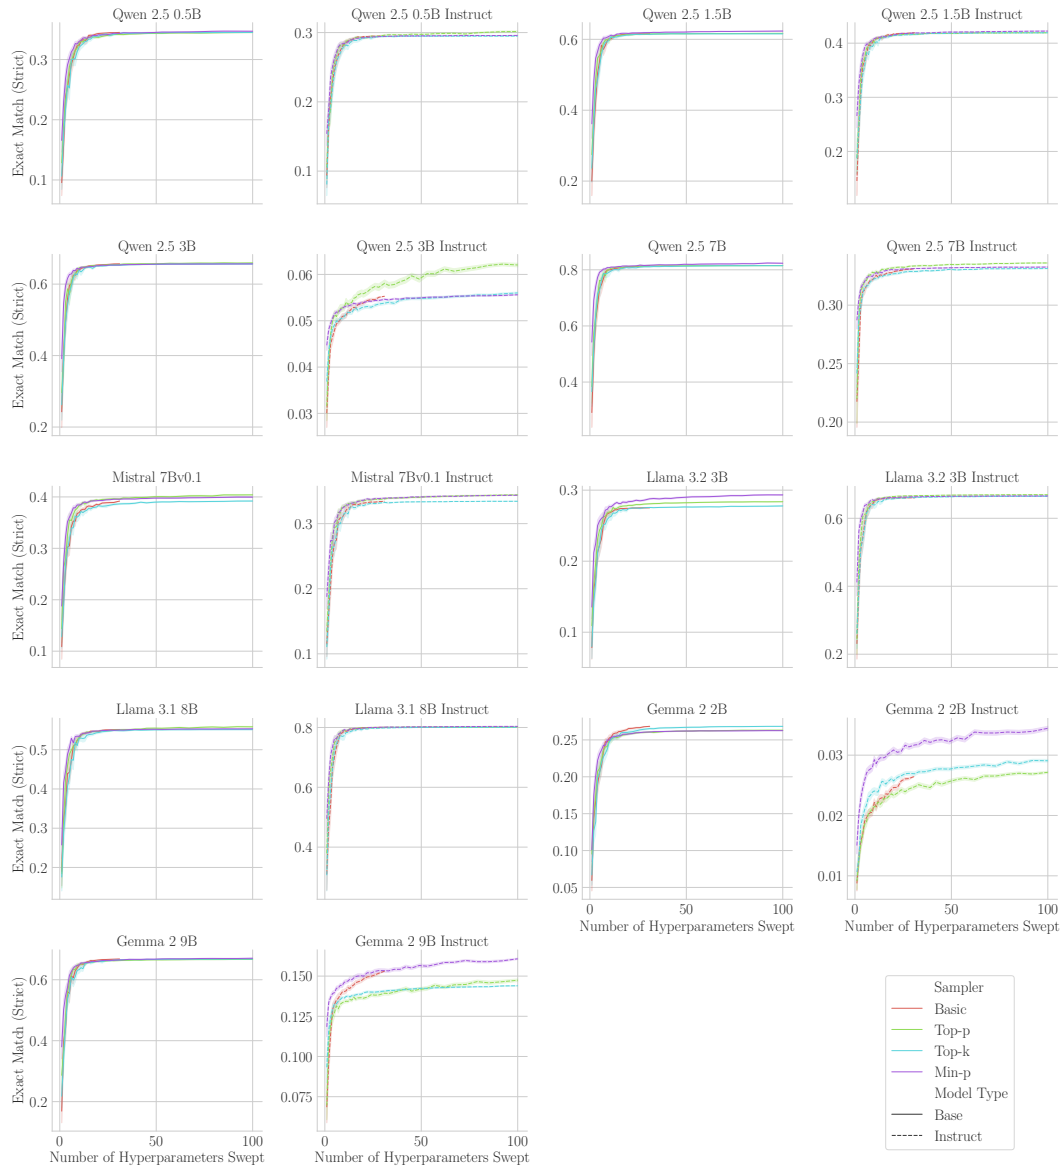 Qwen 2.5 0.5B
Qwen 2.5 0.5B Instruct
Qwen 2.5 1.5B
Qwen 2.5 1.5B Instruct
Exact Match (Strict)
0.3
0.2
0.1
0.3
0.2
0.1
0.6
0.4
0.2
0.4
0.3
0.2
Qwen 2.5 3B
Qwen 2.5 3B Instruct
Qwen 2.5 7B
Qwen 2.5 7B Instruct
Exact Match (Strict)
0.6
0.4
0.2
0.06
0.05
0.04
0.03
0.8
0.6
0.4
0.30
0.25
0.20
Mistral 7Bv0.1
Mistral 7Bv0.1 Instruct
Llama 3.2 3B
Llama 3.2 3B Instruct
Exact Match (Strict)
0.4
0.3
0.2
0.1
0.3
0.2
0.1
0.3
0.2
0.1
0.6
0.4
0.2
Llama 3.1 8B
Llama 3.1 8B Instruct
Gemma 2 2B
Gemma 2 2B Instruct
Exact Match (Strict)
0.5
0.4
0.3
0.2
0.8
0.6
0.4
0.25
0.20
0.15
0.10
0.05
0.03
0.02
0.01
0
50
100
Number of Hyperparameters Swept
0
50
100
Number of Hyperparameters Swept
Gemma 2 9B
Gemma 2 9B Instruct
Exact Match (Strict)
0.6
0.4
0.2
0.150
0.125
0.100
0.075
0
50
100
Number of Hyperparameters Swept
0
50
100
Number of Hyperparameters Swept
Sampler
Basic
Top-p
Top-k
Min-p
Model Type
Base
Instruct